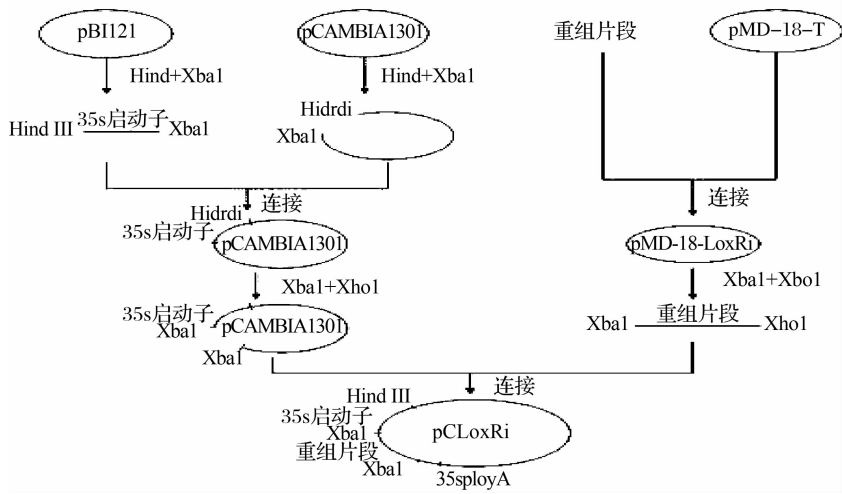 pBI121
pCAMBIA1301
重组片段
pMD-18-T
Hind+Xba1
Hind+Xba1
Hind III
35s启动子
Xba1
Hidrdi
Xba1
连接
连接
Hidrdi
35s启动子
pCAMBIA1301
pMD-18-LoxRi
Xba1+Xho1
Xba1+Xbo1
35s启动子
Xba1
pCAMBIA1301
Xba1
Xba1
重组片段
Xho1
连接
Hind III
35s启动子
Xba1
重组片段
Xba1
pCLoxRi
35sployA